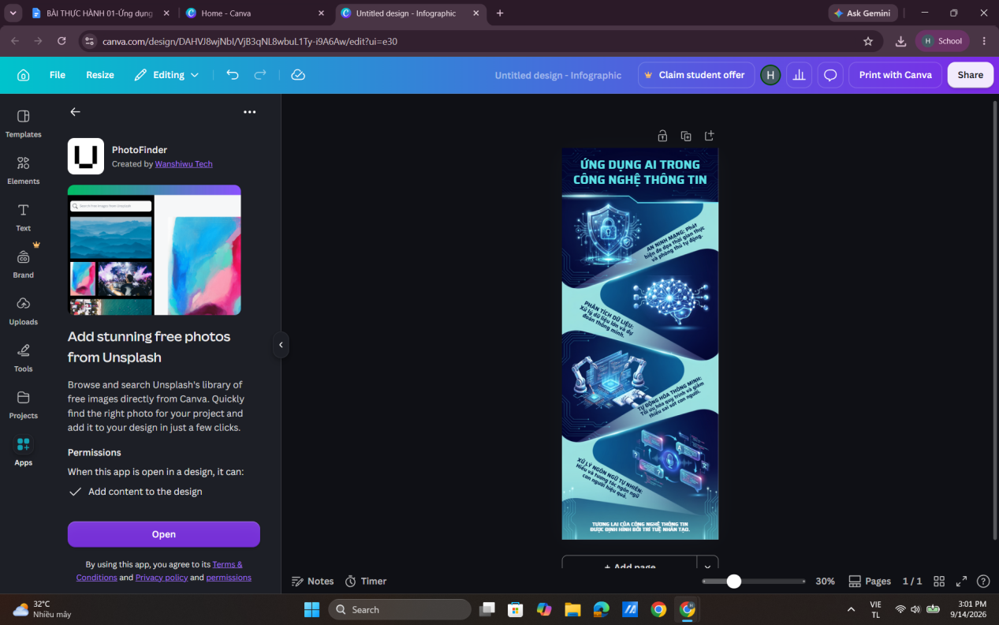 BÀI THỰC HÀNH 01-Ứng dụng
Home - Canva
Untitled design - Infographic
Ask Gemini
canva.com/design/DAHVJ8wjNbI/VjB3qNL8wbuL1Ty-i9A6Aw/edit?ui=e30
H
School
File
Resize
Editing
Untitled design - Infographic
Claim student offer
H
Print with Canva
Share
Templates
Elements
Text
Brand
Uploads
Tools
Projects
Apps
PhotoFinder
Created by Wanshiwu Tech
Search free images from Unsplash
Add stunning free photos
from Unsplash
Browse and search Unsplash's library of
free images directly from Canva. Quickly
find the right photo for your project and
add it to your design in just a few clicks.
Permissions
When this app is open in a design, it can:
Add content to the design
Open
By using this app, you agree to its Terms &
Conditions and Privacy policy and permissions
ỨNG DỤNG AI TRONG
CÔNG NGHỆ THÔNG TIN
AN NINH MẠNG: Phát
hiện đe dọa thời gian thực
và phòng thủ tự động.
PHÂN TÍCH DỮ LIỆU:
Xử lý dữ liệu lớn và dự
đoán thông minh.
TỰ ĐỘNG HÓA THÔNG MINH:
Tối ưu hóa quy trình và giảm
thiểu sai sót con người.
XỬ LÝ NGÔN NGỮ TỰ NHIÊN:
Hiểu và tương tác ngôn ngữ
con người hiệu quả.
TƯƠNG LAI CỦA CÔNG NGHỆ THÔNG TIN
ĐƯỢC ĐỊNH HÌNH BỞI TRÍ TUỆ NHÂN TẠO.
+ Add page
Notes
Timer
30%
Pages
1 / 1
32°C
Nhiều mây
Search
VIE
TL
3:01 PM
9/14/2026